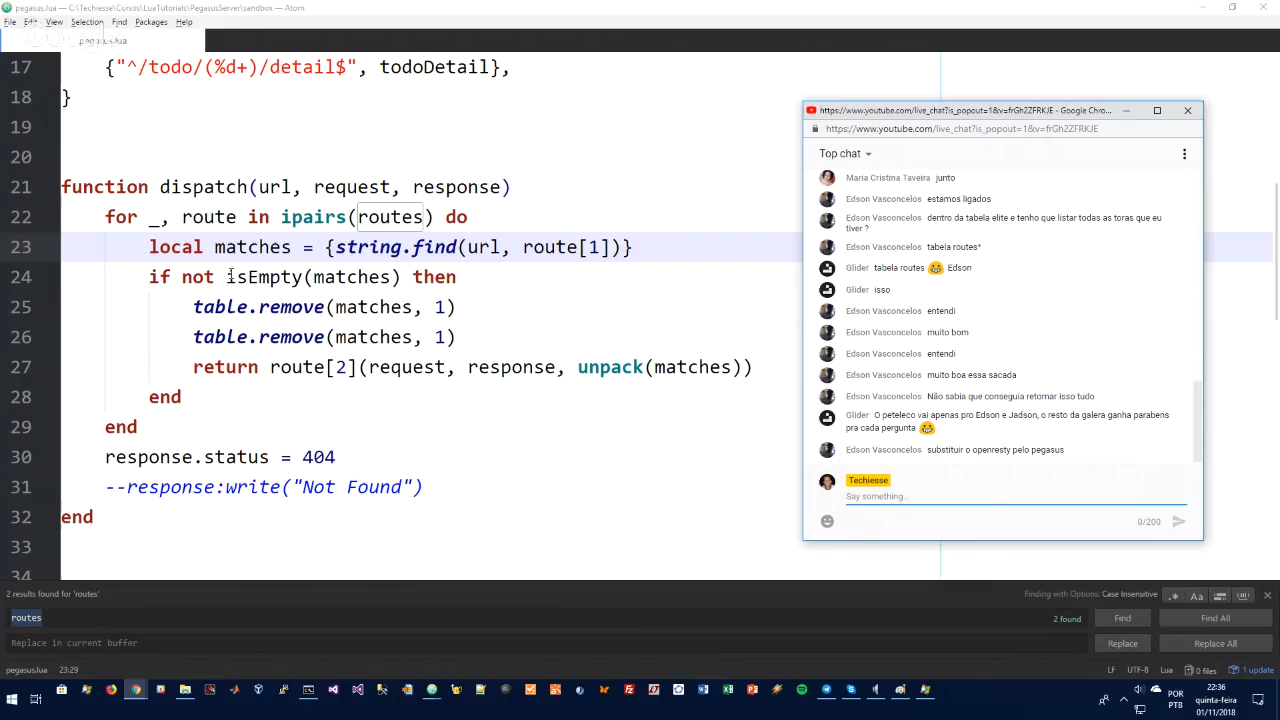 pegasus.lua — C:\Techiesse\Cursos\LuaTutorials\PegasusServer\sandbox — Atom
File Edit View Selection Find Packages Help
pegasus.lua
17 {"^/todo/(%d+)/detail$", todoDetail},
18 }
19
20
21 function dispatch(url, request, response)
22 for _, route in ipairs(routes) do
23 local matches = {string.find(url, route[1])}
24 if not isEmpty(matches) then
25 table.remove(matches, 1)
26 table.remove(matches, 1)
27 return route[2](request, response, unpack(matches))
28 end
29 end
30 response.status = 404
31 --response:write("Not Found")
32 end
33
34
https://www.youtube.com/live_chat?is_popout=1&v=frGh2ZFRKJE - Google Chro...
https://www.youtube.com/live_chat?is_popout=1&v=frGh2ZFRKJE
Top chat
Maria Cristina Taveira junto
Edson Vasconcelos estamos ligados
Edson Vasconcelos dentro da tabela elite e tenho que listar todas as toras que eu
tiver ?
Edson Vasconcelos tabela routes*
Glider tabela routes 😁 Edson
Glider isso
Edson Vasconcelos entendi
Edson Vasconcelos muito bom
Edson Vasconcelos entendi
Edson Vasconcelos muito boa essa sacada
Edson Vasconcelos Não sabia que conseguia retornar isso tudo
Glider O peteleco vai apenas pro Edson e Jadson, o resto da galera ganha parabens
pra cada pergunta 😁
Edson Vasconcelos substituir o openresty pelo pegasus
Techiesse
Say something...
0/200
2 results found for 'routes'
Finding with Options: Case Insensitive
.* Aa
routes
2 found
Find
Find All
Replace in current buffer
Replace
Replace All
pegasus.lua 23:29
LF UTF-8 Lua 0 files 1 update
POR
PTB
22:36
quinta-feira
01/11/2018